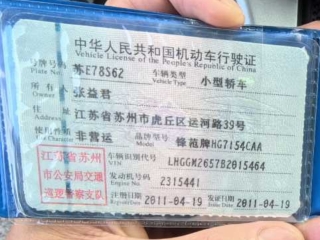 中华人民共和国机动车行驶证
Vehicle License of the People's Republic of China
号牌号码 苏E78S62 车辆类型 小型轿车
Plate No. Vehicle Type
所有人 张益君
Owner
住址 江苏省苏州市虎丘区运河路39号
使用性质 非营运 品牌型号 锋范牌HG7154CAA
江苏省苏州
市公安局交通
巡逻警察支队
车辆识别代号 LHGGM2657B2015464
VIN
发动机号码 2315441
Engine No.
注册日期 2011-04-19 发证日期 2011-04-19
Register Date Issue Date